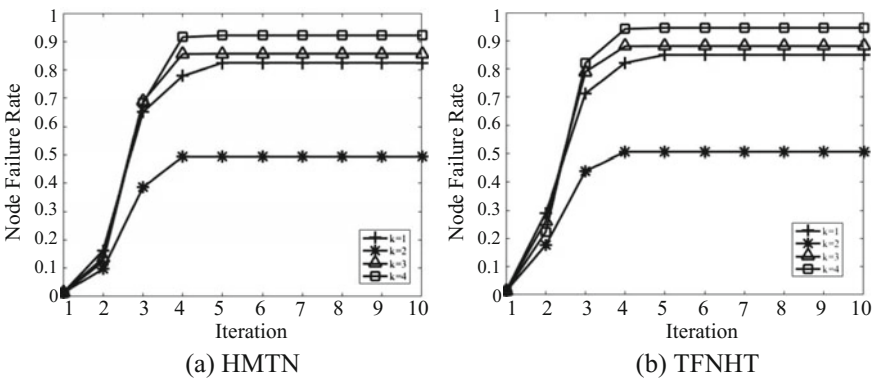 1
0.9
0.8
0.7
0.6
0.5
0.4
0.3
0.2
0.1
0
Node Failure Rate
1 2 3 4 5 6 7 8 9 10
Iteration
k=1
k=2
k=3
k=4
(a) HMTN
1
0.9
0.8
0.7
0.6
0.5
0.4
0.3
0.2
0.1
0
Node Failure Rate
1 2 3 4 5 6 7 8 9 10
Iteration
k=1
k=2
k=3
k=4
(b) TFNHT